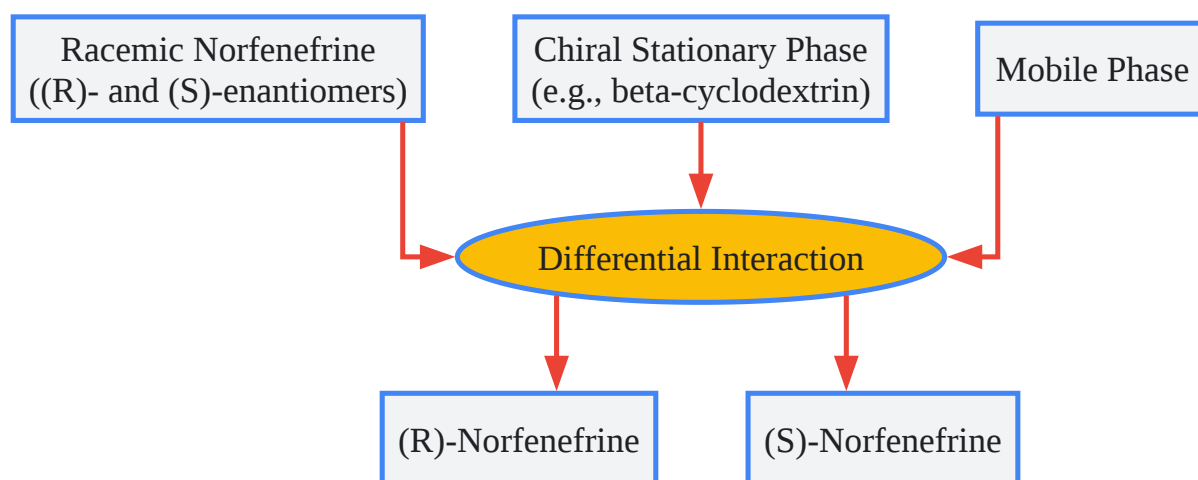 Racemic Norfenefrine
((R)- and (S)-enantiomers)
Chiral Stationary Phase
(e.g., beta-cyclodextrin)
Mobile Phase
Differential Interaction
(R)-Norfenefrine
(S)-Norfenefrine